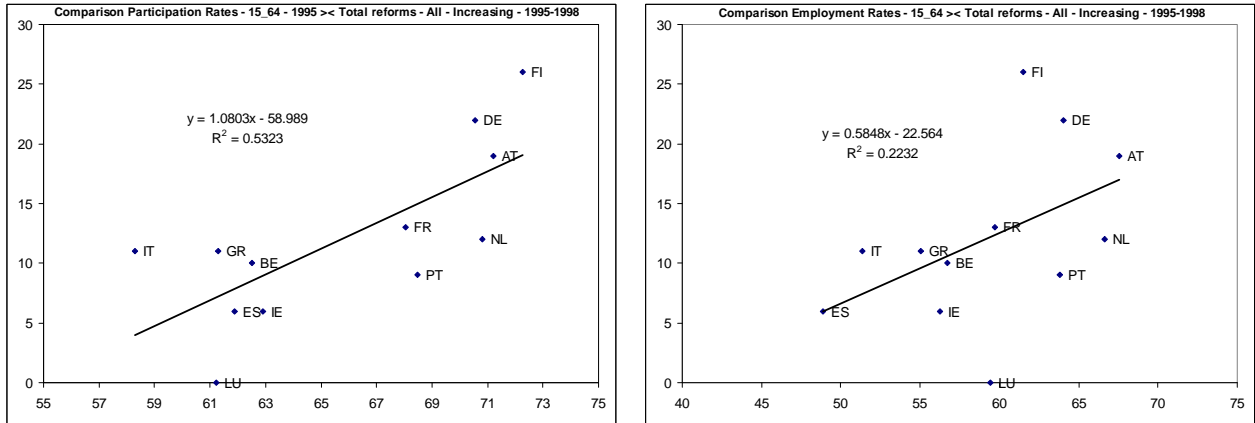 Comparison Participation Rates - 15_64 - 1995 >< Total reforms - All - Increasing - 1995-1998
30
25
20
15
10
5
0
FI
DE
y = 1.0803x - 58.989
R2 = 0.5323
AT
FR
NL
IT
GR
BE
PT
ES
IE
LU
55 57 59 61 63 65 67 69 71 73 75
Comparison Employment Rates - 15_64 >< Total reforms - All - Increasing - 1995-1998
30
25
20
15
10
5
0
FI
DE
y = 0.5848x - 22.564
R2 = 0.2232
AT
FR
NL
IT
GR
BE
PT
ES
IE
LU
40 45 50 55 60 65 70 75